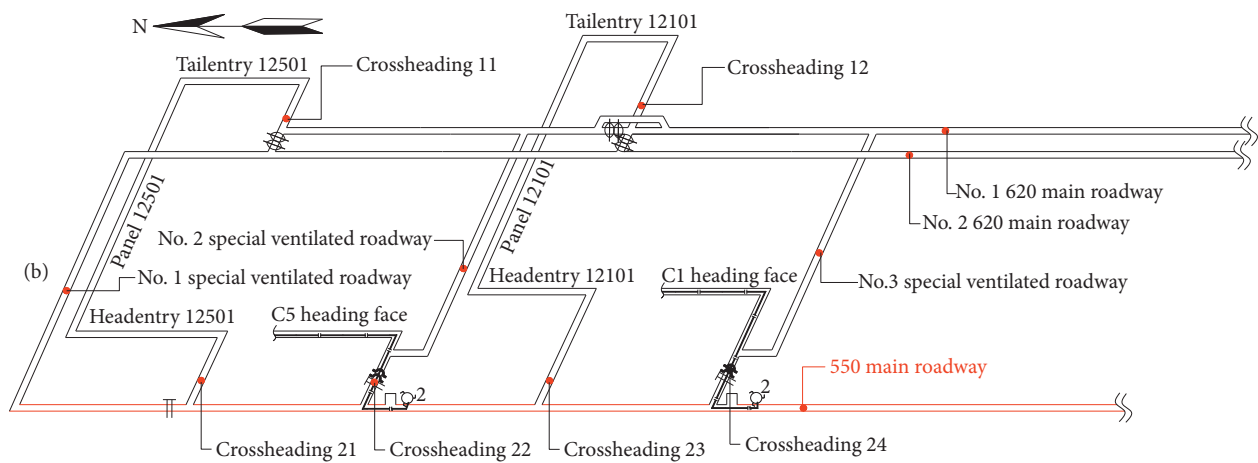 N
Tailentry 12101
Tailentry 12501
Crossheading 11
Crossheading 12
Panel 12501
Panel 12101
No. 1 620 main roadway
No. 2 620 main roadway
No. 2 special ventilated roadway
(b)
No. 1 special ventilated roadway
Headentry 12101
C1 heading face
No.3 special ventilated roadway
Headentry 12501
C5 heading face
550 main roadway
2
2
Crossheading 21
Crossheading 22
Crossheading 23
Crossheading 24